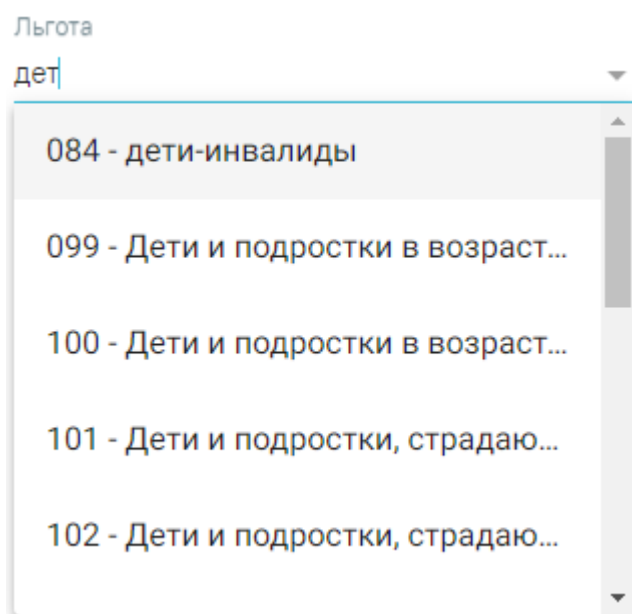 Льгота
дет
084 - дети-инвалиды
099 - Дети и подростки в возраст...
100 - Дети и подростки в возраст...
101 - Дети и подростки, страдаю...
102 - Дети и подростки, страдаю...